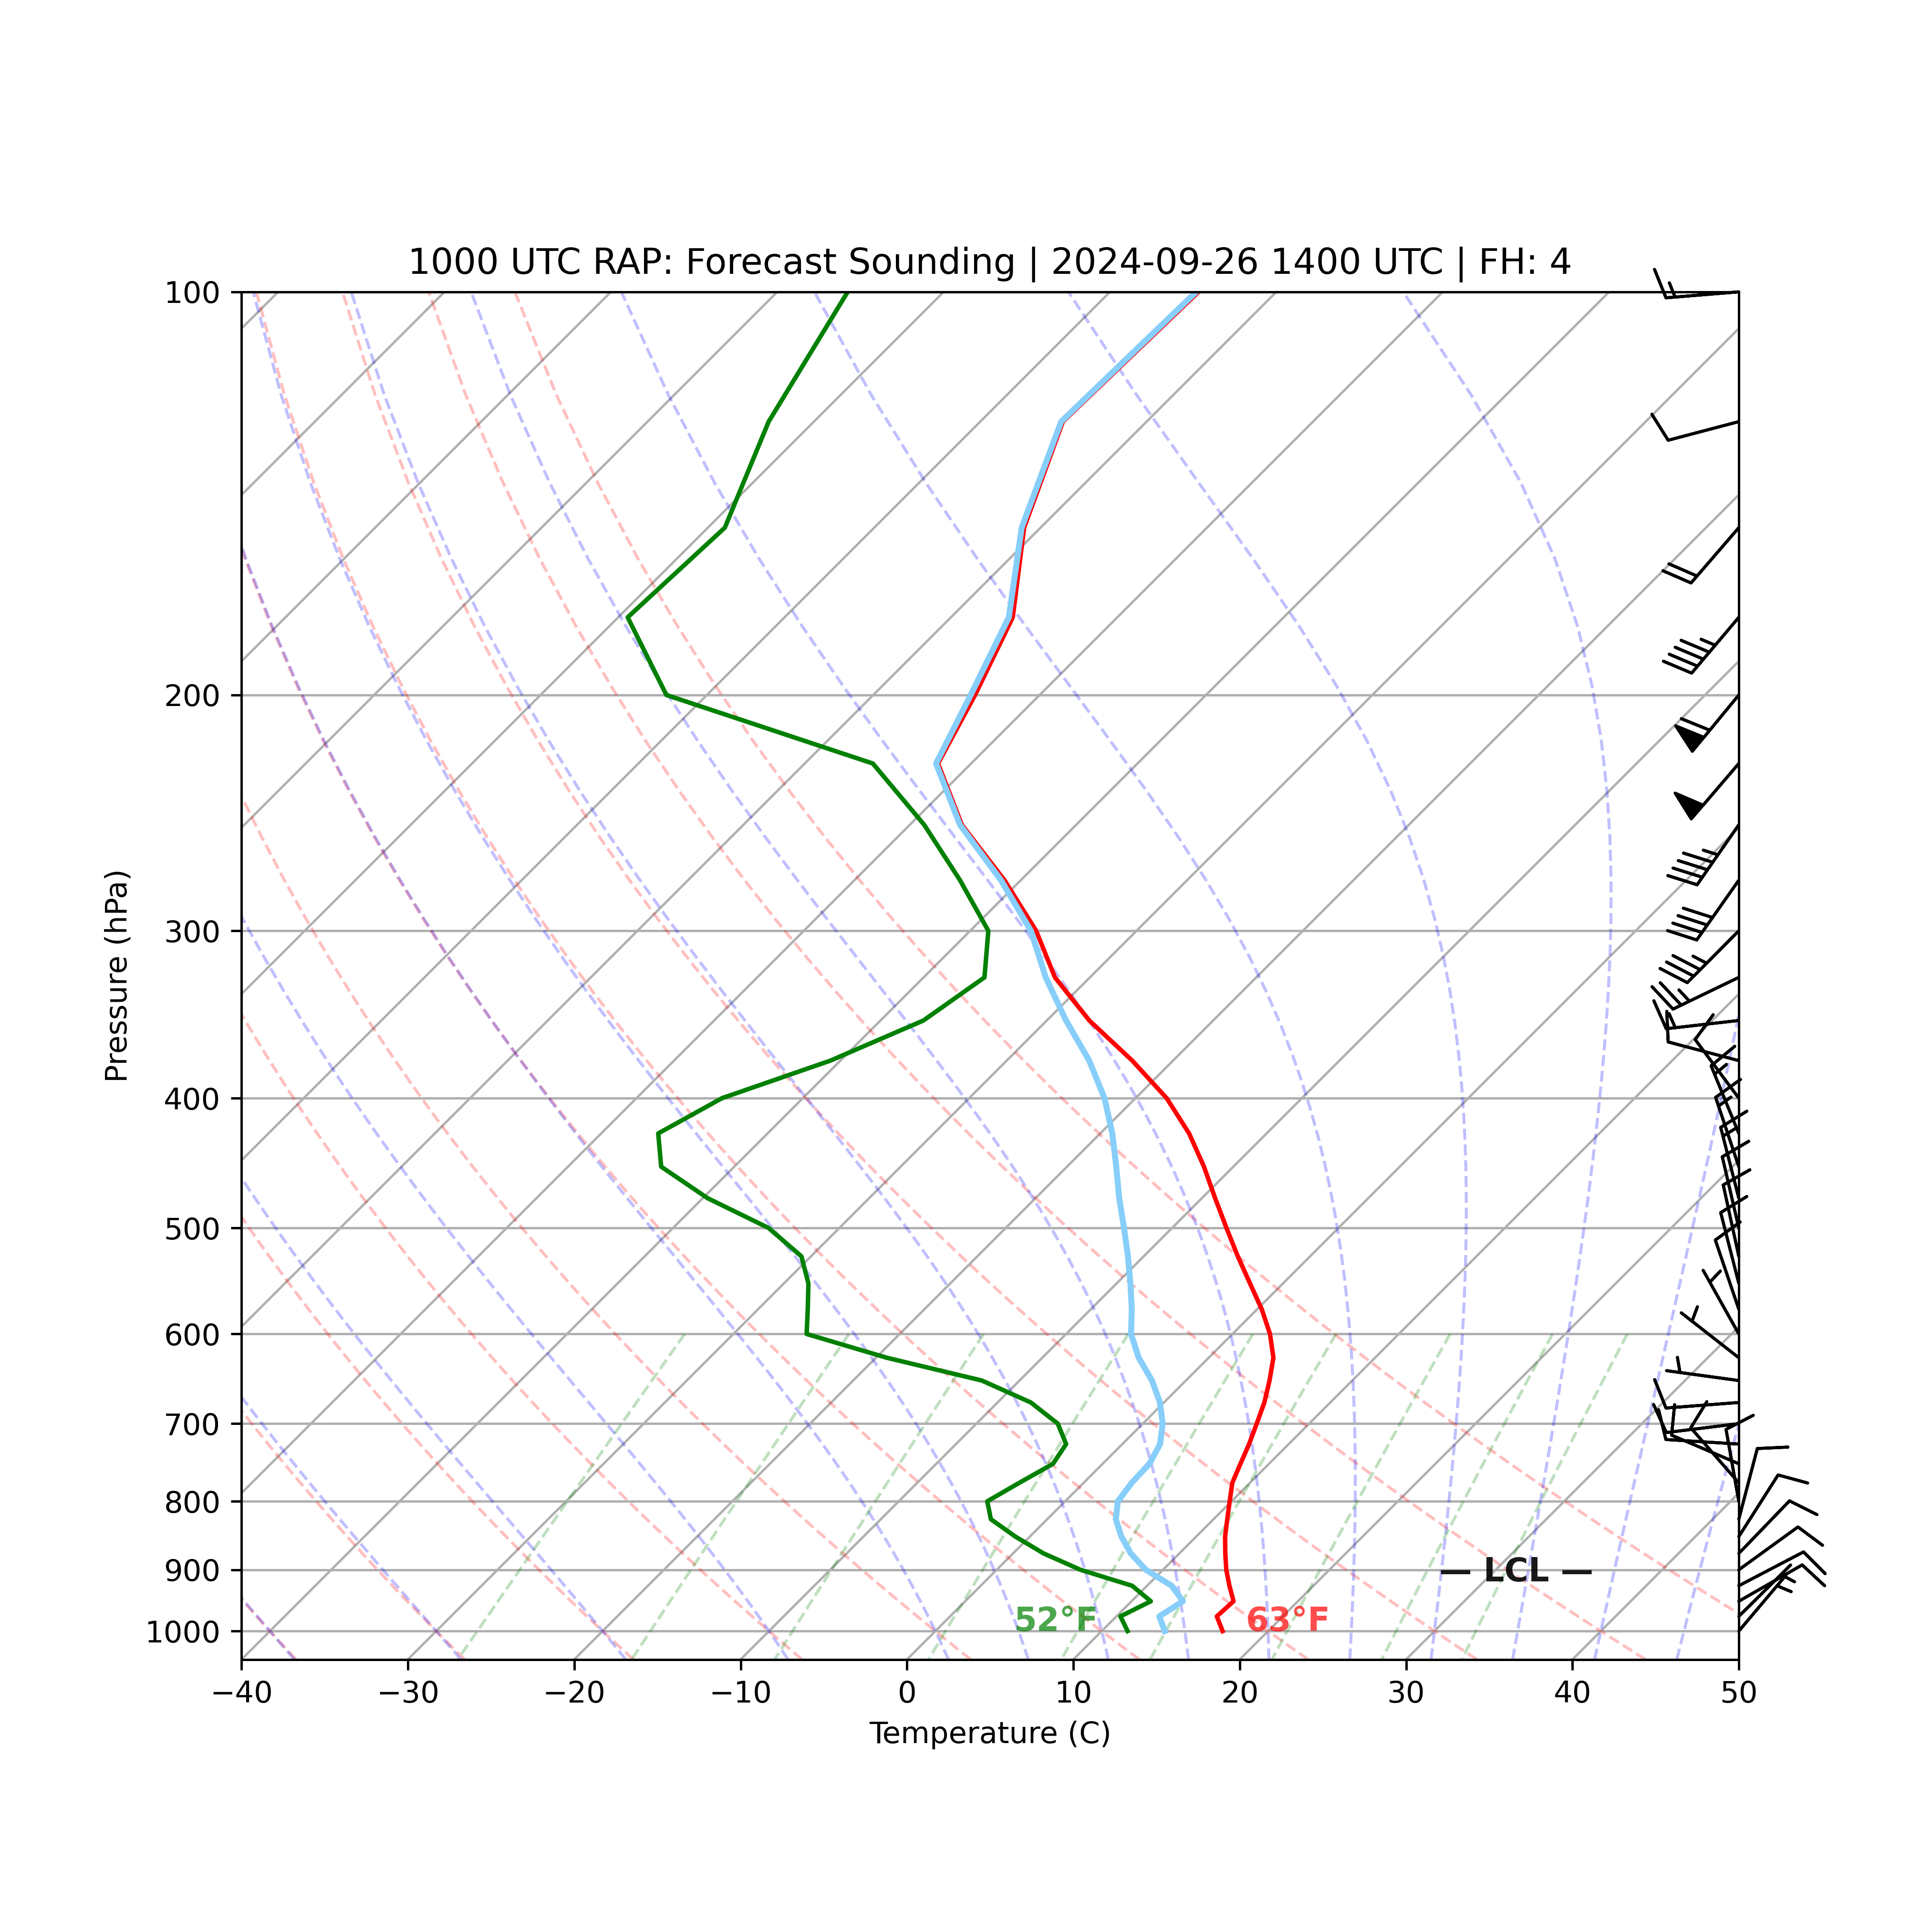 1000 UTC RAP: Forecast Sounding | 2024-09-26 1400 UTC | FH: 4
100
200
300
400
500
600
700
800
900
1000
Pressure (hPa)
— LCL —
52°F 63°F
−40 −30 −20 −10 0 10 20 30 40 50
Temperature (C)